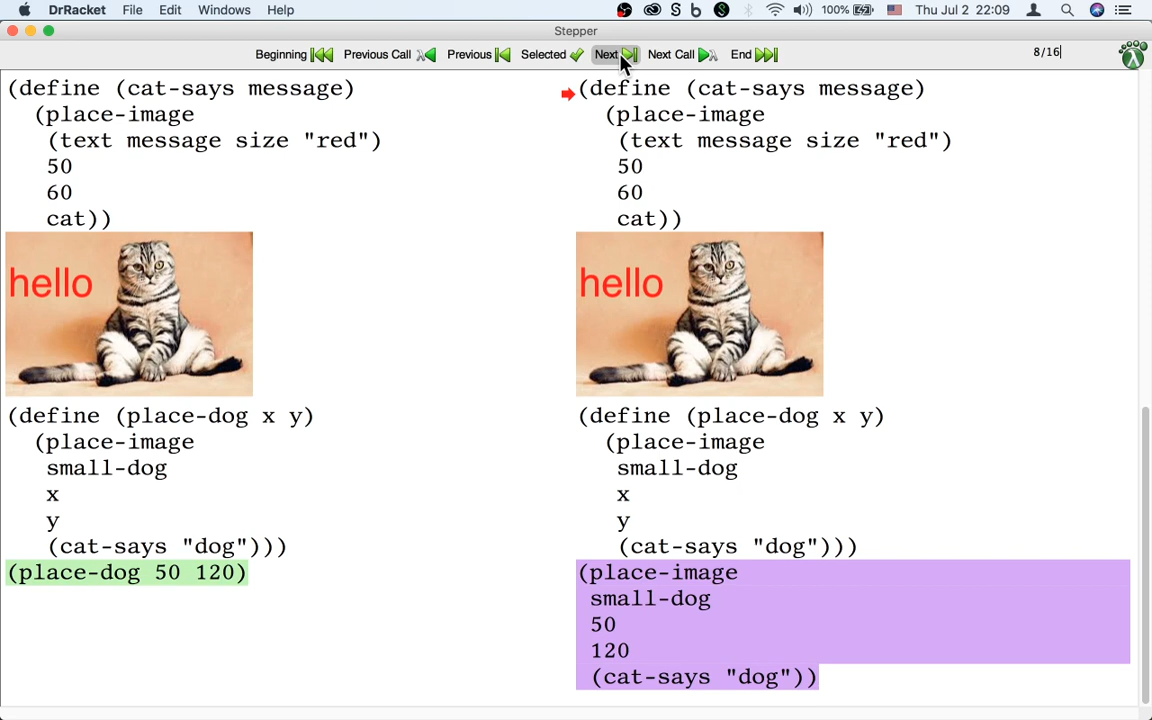 DrRacket File Edit Windows Help 100% Thu Jul 2 22:09
Stepper
Beginning Previous Call Previous Selected Next Next Call End 8/16
(define (cat-says message)
(place-image
(text message size "red")
50
60
cat))
hello
(define (place-dog x y)
(place-image
small-dog
x
y
(cat-says "dog")))
(place-dog 50 120)
(define (cat-says message)
(place-image
(text message size "red")
50
60
cat))
hello
(define (place-dog x y)
(place-image
small-dog
x
y
(cat-says "dog")))
(place-image
small-dog
50
120
(cat-says "dog"))